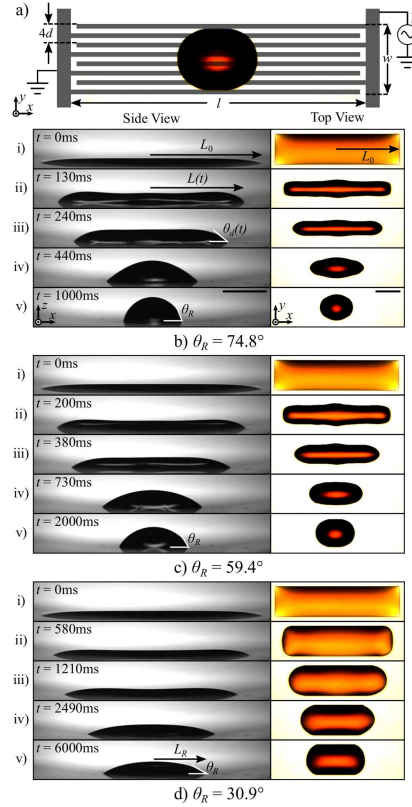 a)
4d
w
y
x
l
Side View
Top View
i)
t = 0ms
L₀
L₀
ii)
t = 130ms
L(t)
iii)
t = 240ms
θd(t)
iv)
t = 440ms
v)
t = 1000ms
θR
z
x
y
x
b) θR = 74.8°
i)
t = 0ms
ii)
t = 200ms
iii)
t = 380ms
iv)
t = 730ms
v)
t = 2000ms
θR
c) θR = 59.4°
i)
t = 0ms
ii)
t = 580ms
iii)
t = 1210ms
iv)
t = 2490ms
v)
t = 6000ms
LR
θR
d) θR = 30.9°